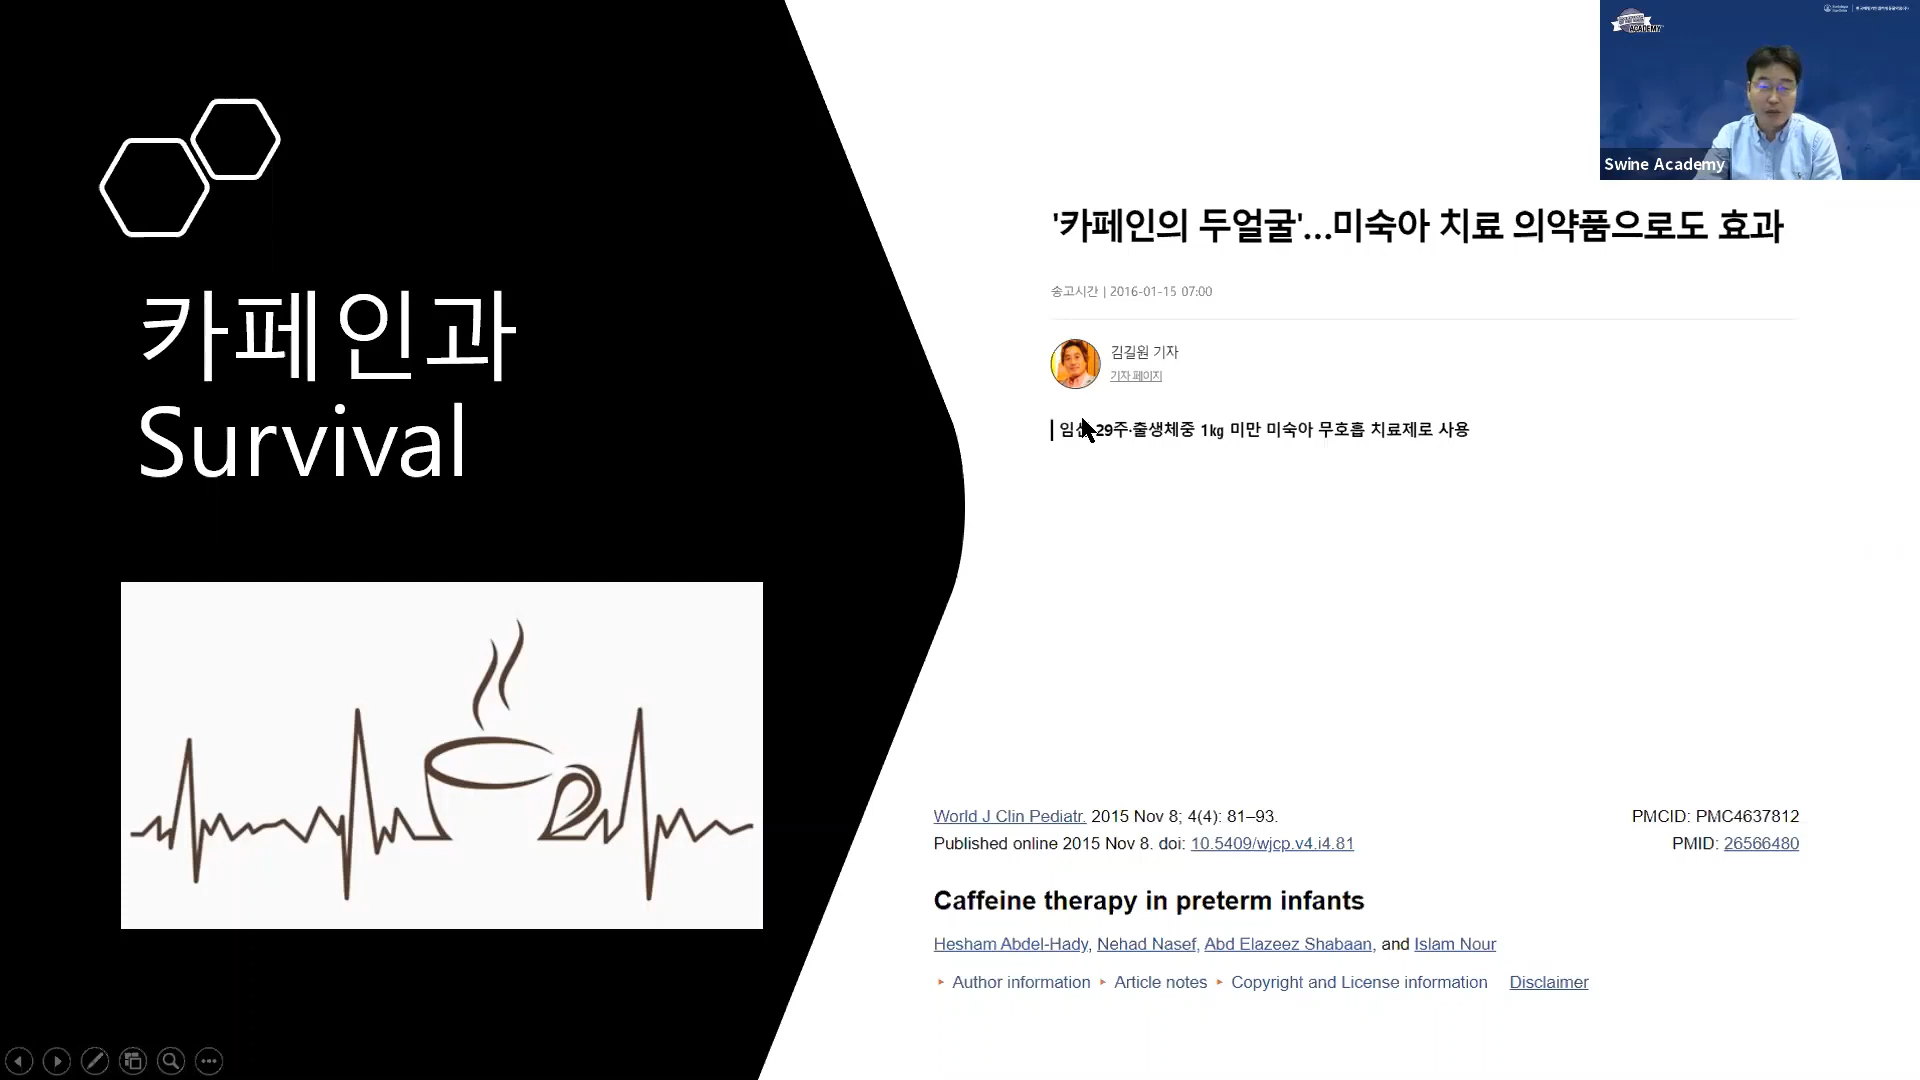 카페인과
Survival
ACADEMY
Swine Academy
'카페인의 두얼굴'...미숙아 치료 의약품으로도 효과
송고시간 | 2016-01-15 07:00
김길원 기자
기자 페이지
29주·출생체중 1kg 미만 미숙아 무호흡 치료제로 사용
World J Clin Pediatr. 2015 Nov 8; 4(4): 81–93.
Published online 2015 Nov 8. doi: 10.5409/wjcp.v4.i4.81
PMCID: PMC4637812
PMID: 26566480
Caffeine therapy in preterm infants
Hesham Abdel-Hady, Nehad Nasef, Abd Elazeez Shabaan, and Islam Nour
Author information Article notes Copyright and License information Disclaimer